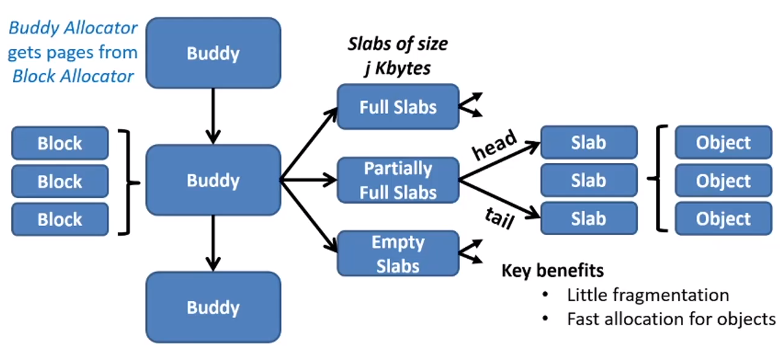 Buddy Allocator
gets pages from
Block Allocator
Buddy
Slabs of size
j Kbytes
Full Slabs
Block
Block
Block
Buddy
Partially
Full Slabs
head
tail
Slab
Slab
Slab
Object
Object
Object
Empty
Slabs
Buddy
Key benefits
• Little fragmentation
• Fast allocation for objects